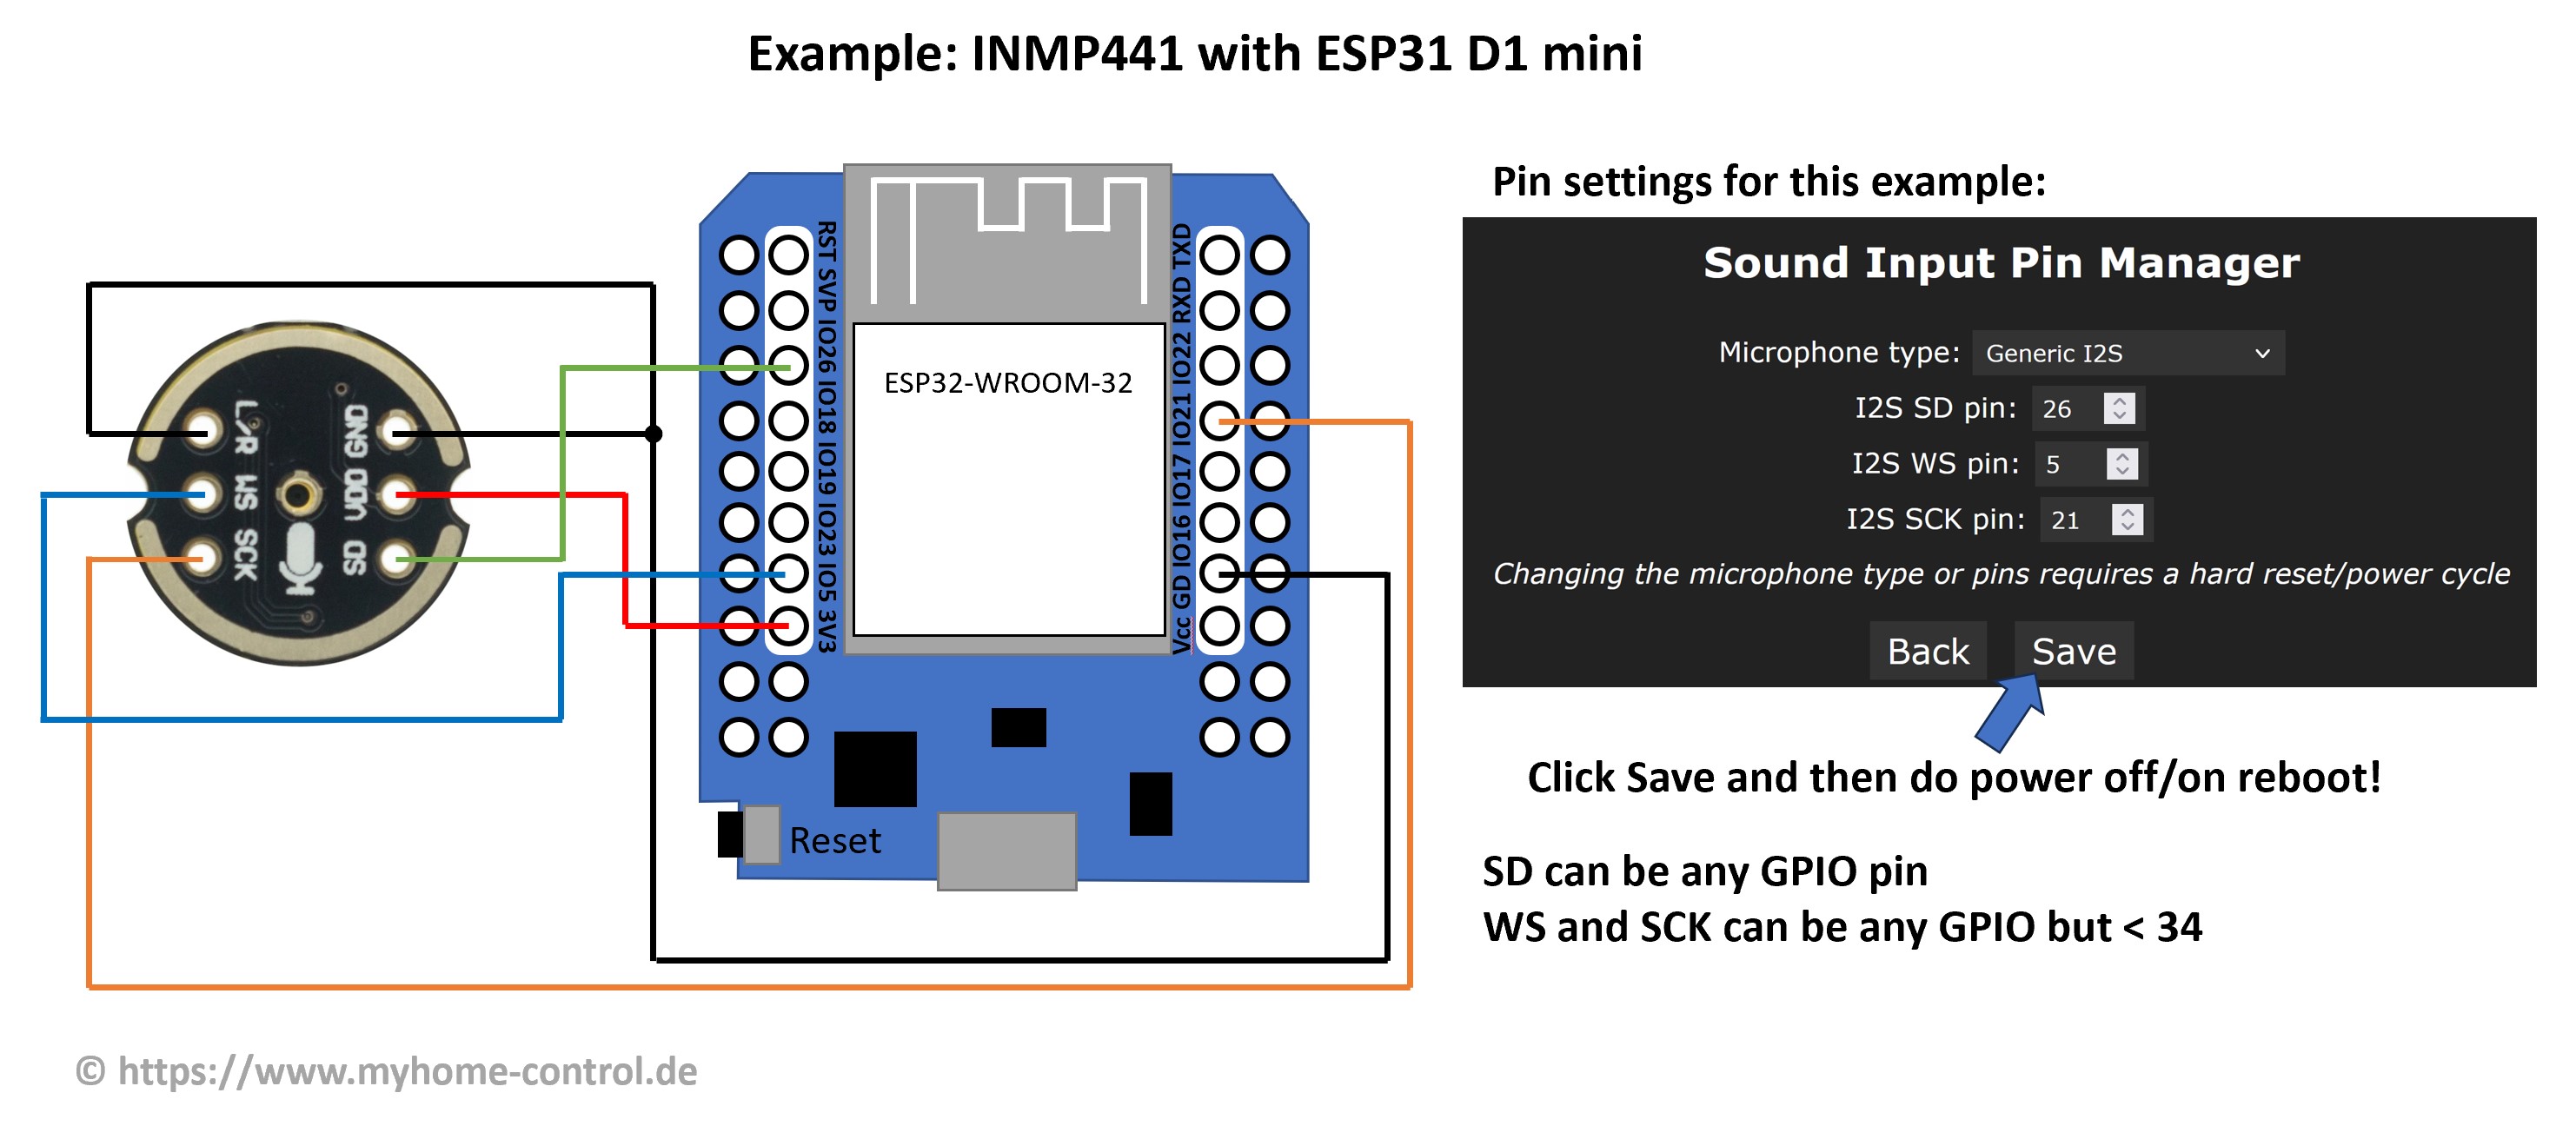 Example: INMP441 with ESP31 D1 mini
L/R
WS
SCK
GND
VDD
SD
RST SVP IO26 IO18 IO19 IO23 IO5 3V3
ESP32-WROOM-32
Vcc GD IO16 IO17 IO21 IO22 RXD TXD
Reset
Pin settings for this example:
Sound Input Pin Manager
Microphone type: Generic I2S
I2S SD pin: 26
I2S WS pin: 5
I2S SCK pin: 21
Changing the microphone type or pins requires a hard reset/power cycle
Back Save
Click Save and then do power off/on reboot!
SD can be any GPIO pin
WS and SCK can be any GPIO but < 34
© https://www.myhome-control.de